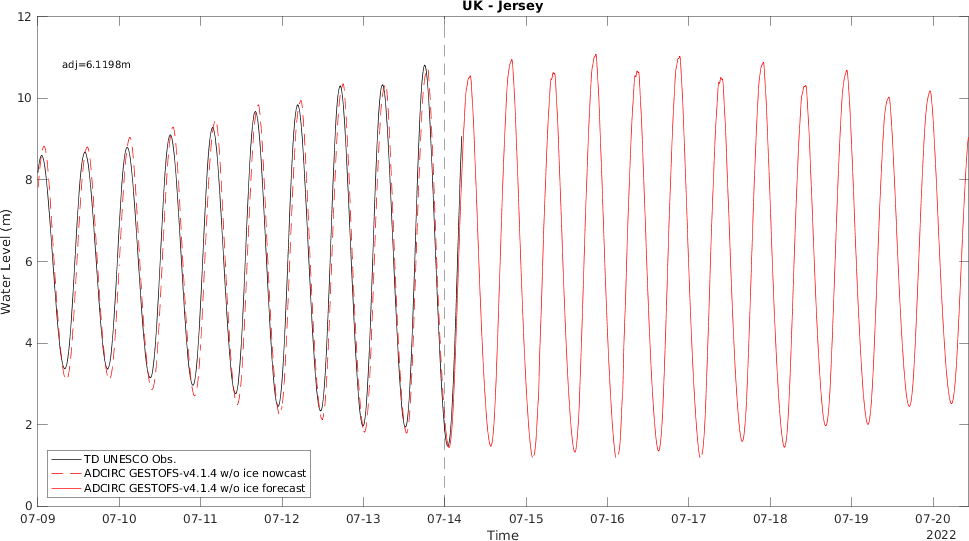 UK - Jersey
12
adj=6.1198m
10
8
6
4
2
0
Water Level (m)
TD UNESCO Obs.
ADCIRC GESTOFS-v4.1.4 w/o ice nowcast
ADCIRC GESTOFS-v4.1.4 w/o ice forecast
07-09 07-10 07-11 07-12 07-13 07-14 07-15 07-16 07-17 07-18 07-19 07-20
2022
Time